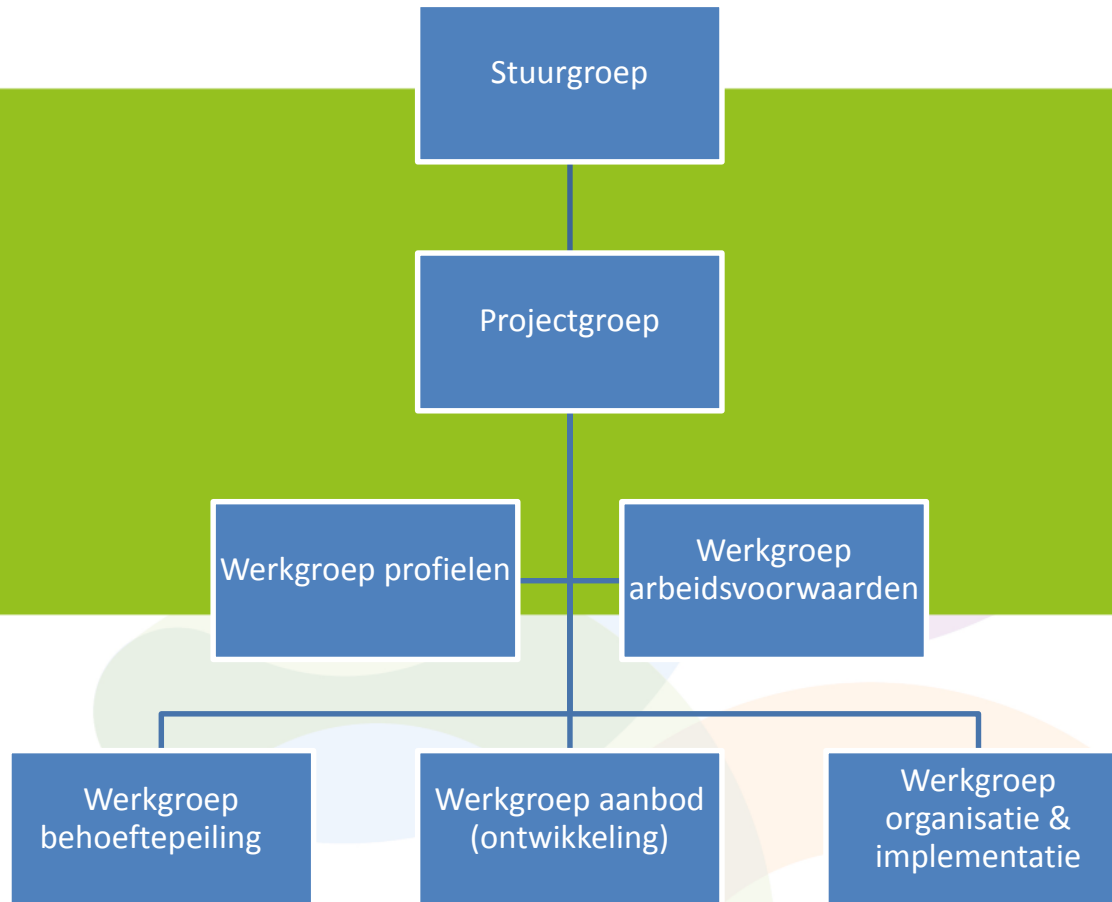 Stuurgroep
Projectgroep
Werkgroep profielen
Werkgroep
arbeidsvoorwaarden
Werkgroep
behoeftepeiling
Werkgroep aanbod
(ontwikkeling)
Werkgroep
organisatie &
implementatie